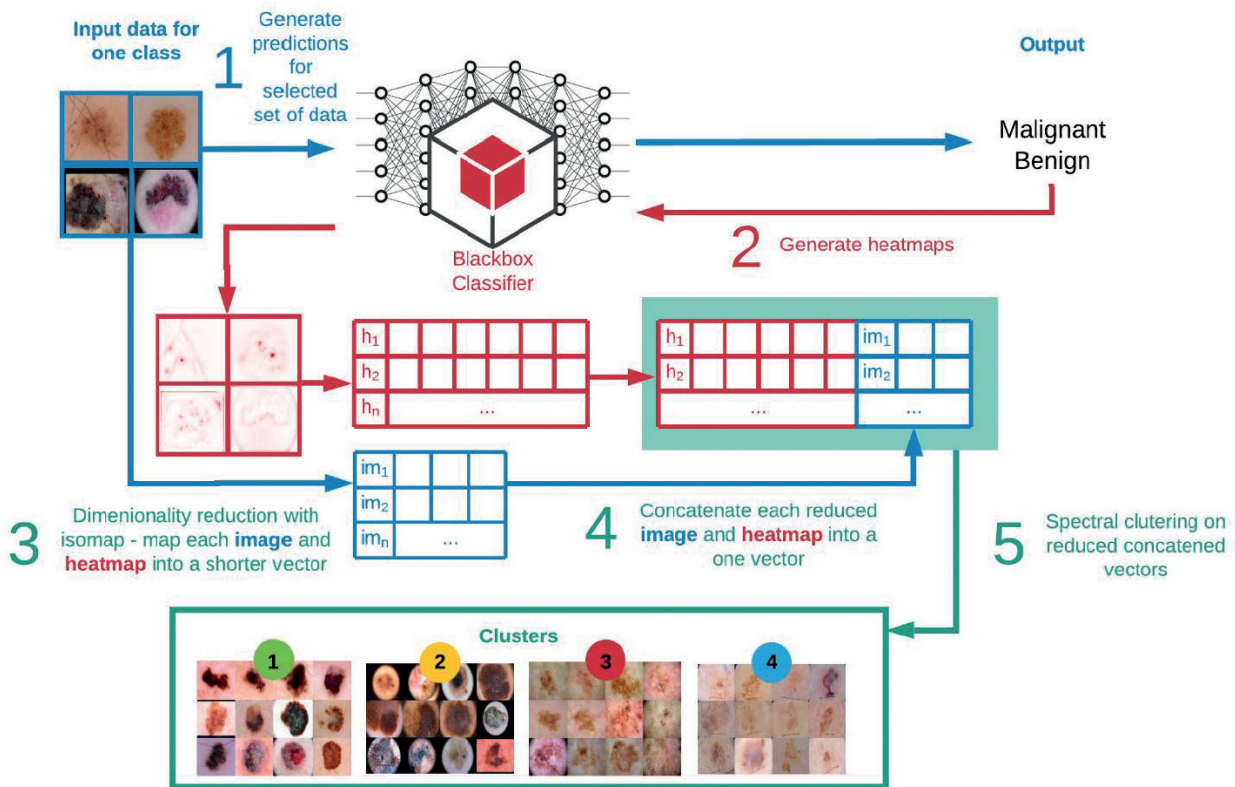 Input data for
one class
1
Generate
predictions
for
selected
set of data
Output
Malignant
Benign
Blackbox
Classifier
2
Generate heatmaps
h1
h2
hn
...
h1
h2
...
im1
im2
...
im1
im2
imn
...
3
Dimenionality reduction with
isomap - map each image and
heatmap into a shorter vector
4
Concatenate each reduced
image and heatmap into a
one vector
5
Spectral clutering on
reduced concatened
vectors
Clusters
1
2
3
4